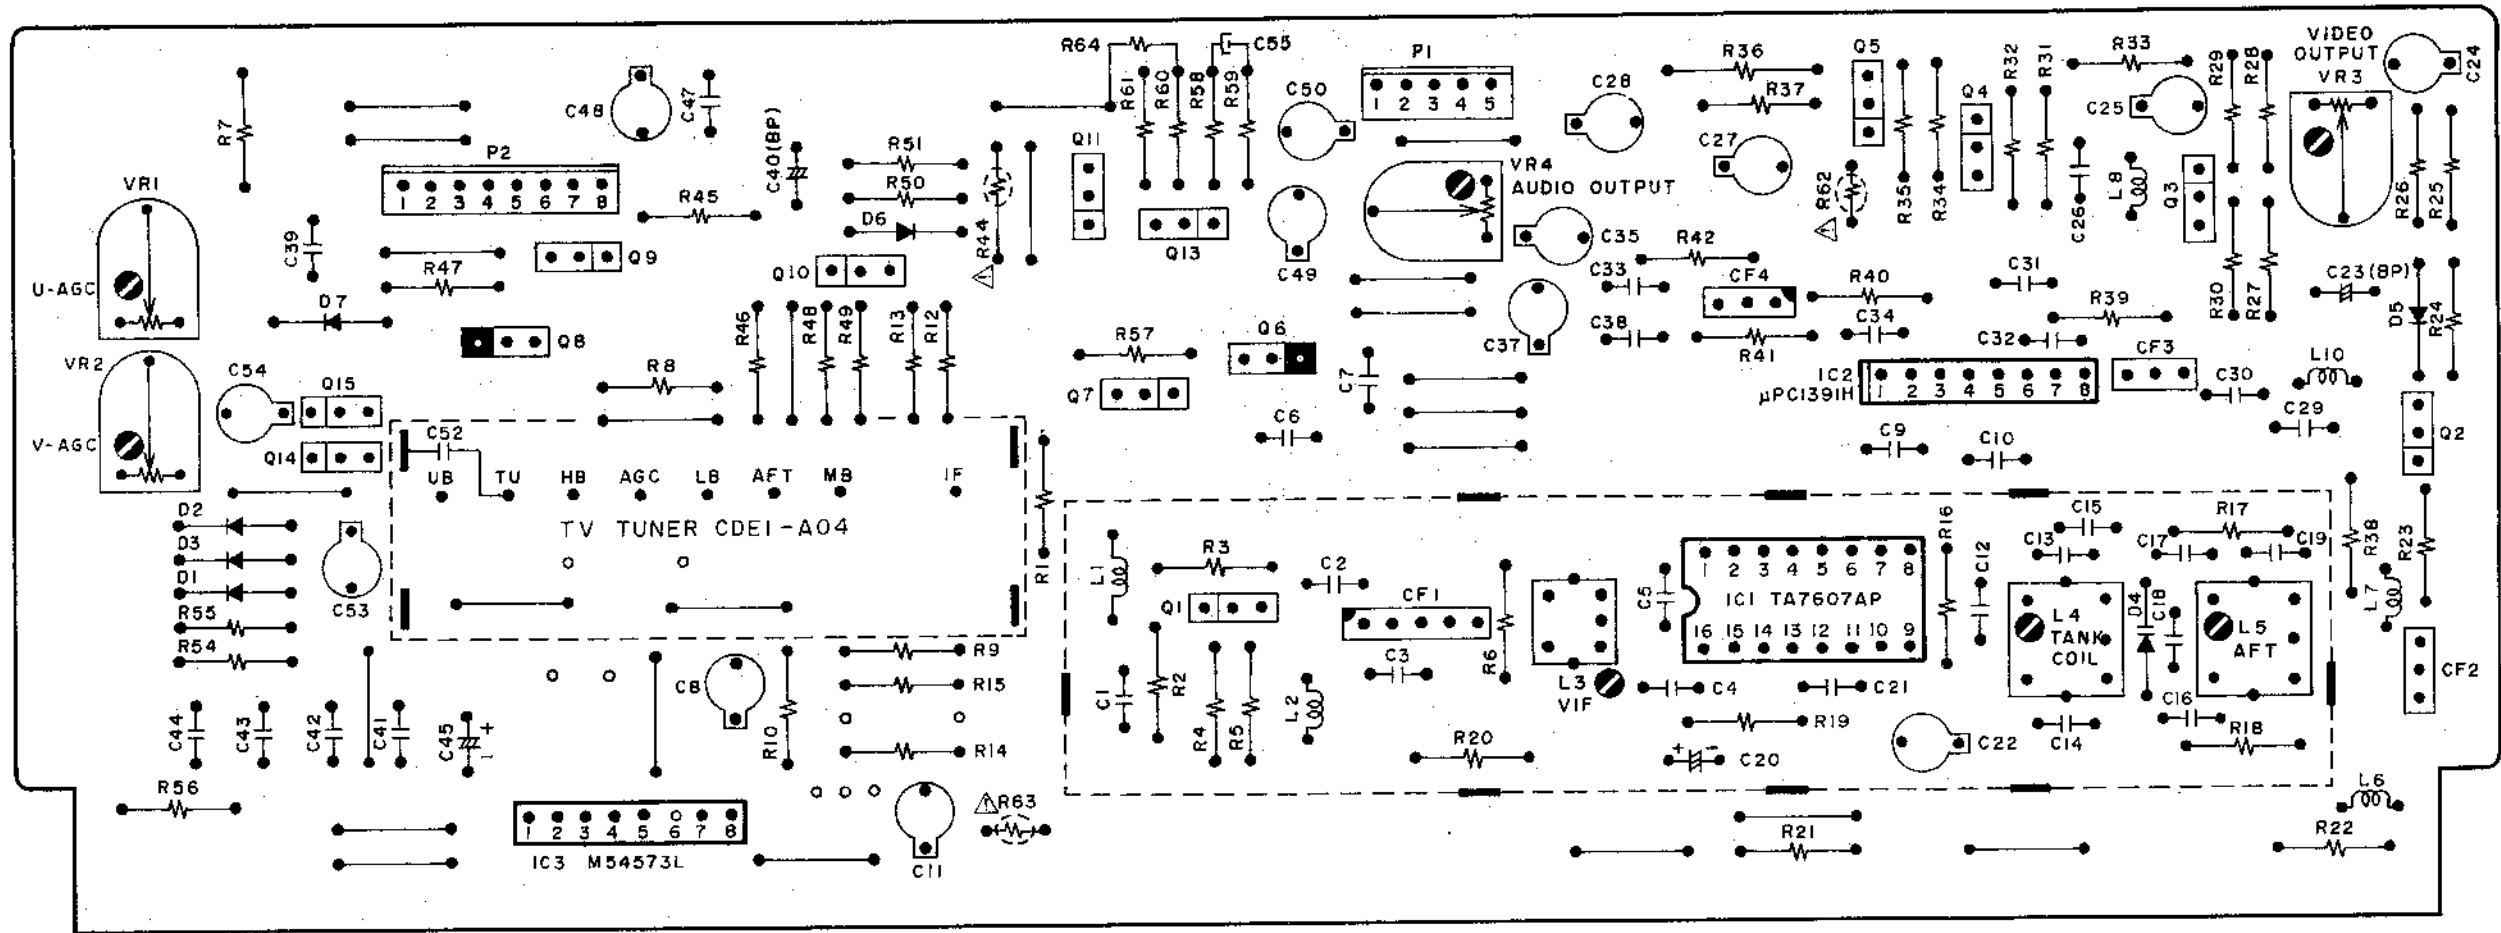 R64
C55
P1
R36
Q5
R32
R31
R33
R29
R28
VIDEO
OUTPUT
VR3
C24
R61
R60
R58
R59
C48
C47
C50
1 2 3 4 5
C28
R37
Q4
C25
R7
C40(BP)
R51
Q11
C27
P2
R50
VR4
AUDIO OUTPUT
R62
R35
R34
C26
L8
Q3
R26
R25
VR1
1 2 3 4 5 6 7 8
R45
D6
R44
Q13
C49
C35
R42
C39
Q9
Q10
C33
CF4
R40
C31
C23(BP)
U-AGC
R47
D7
R46
R48
R49
R13
R12
C38
C34
R39
R30
R27
D5
R24
Q8
R57
Q6
C37
R41
C32
CF3
L10
VR2
C54
Q15
R8
Q7
C7
IC2
μPC1391H
1 2 3 4 5 6 7 8
C30
C6
C29
V-AGC
Q14
C52
C9
C10
Q2
UB TU HB AGC LB AFT MB IF
D2
TV TUNER CDE1-A04
D3
D1
R55
R54
C53
R1
L1
R3
C2
Q1
CF1
C5
1 2 3 4 5 6 7 8
IC1 TA7607AP
16 15 14 13 12 11 10 9
R16
C12
C15
C13
R17
C17
C19
R38
R23
L4
TANK
COIL
D4
C18
L5
AFT
L7
CF2
R9
R15
R14
C8
R10
C1
R2
R4
R5
L2
C3
R6
L3
VIF
C4
C21
R19
C14
C16
R18
C44
C43
C42
C41
C45
+
-
R20
+ -
C20
C22
R56
1 2 3 4 5 6 7 8
IC3 M54573L
C11
R63
R21
L6
R22